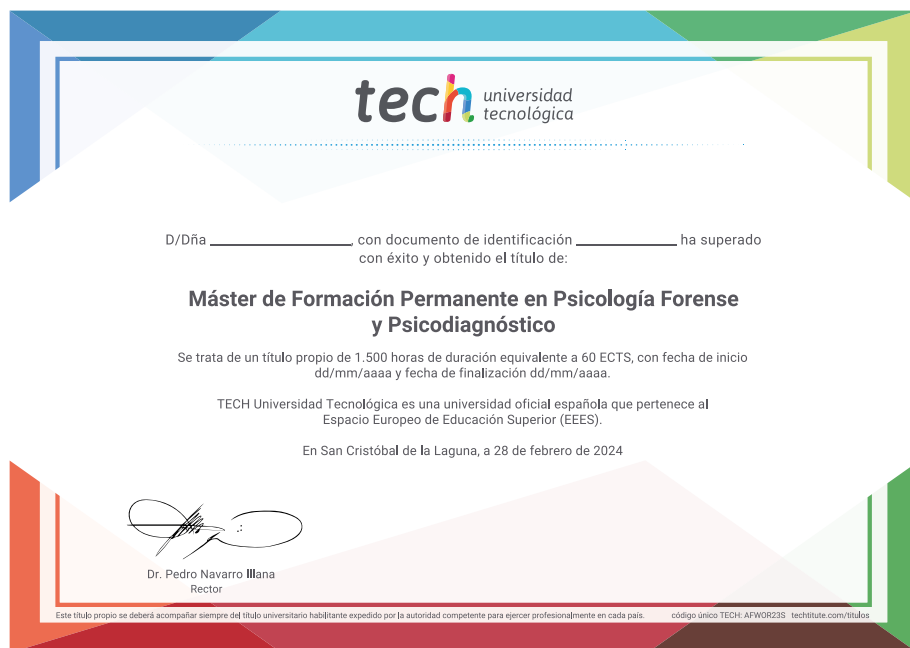 tech universidad
tecnológica
D/Dña ______________, con documento de identificación __________ ha superado
con éxito y obtenido el título de:
Máster de Formación Permanente en Psicología Forense
y Psicodiagnóstico
Se trata de un título propio de 1.500 horas de duración equivalente a 60 ECTS, con fecha de inicio
dd/mm/aaaa y fecha de finalización dd/mm/aaaa.
TECH Universidad Tecnológica es una universidad oficial española que pertenece al
Espacio Europeo de Educación Superior (EEES).
En San Cristóbal de la Laguna, a 28 de febrero de 2024
Dr. Pedro Navarro Illana
Rector
Este título propio se deberá acompañar siempre del título universitario habilitante expedido por la autoridad competente para ejercer profesionalmente en cada país. código único TECH: AFWOR23S techtitute.com/titulos